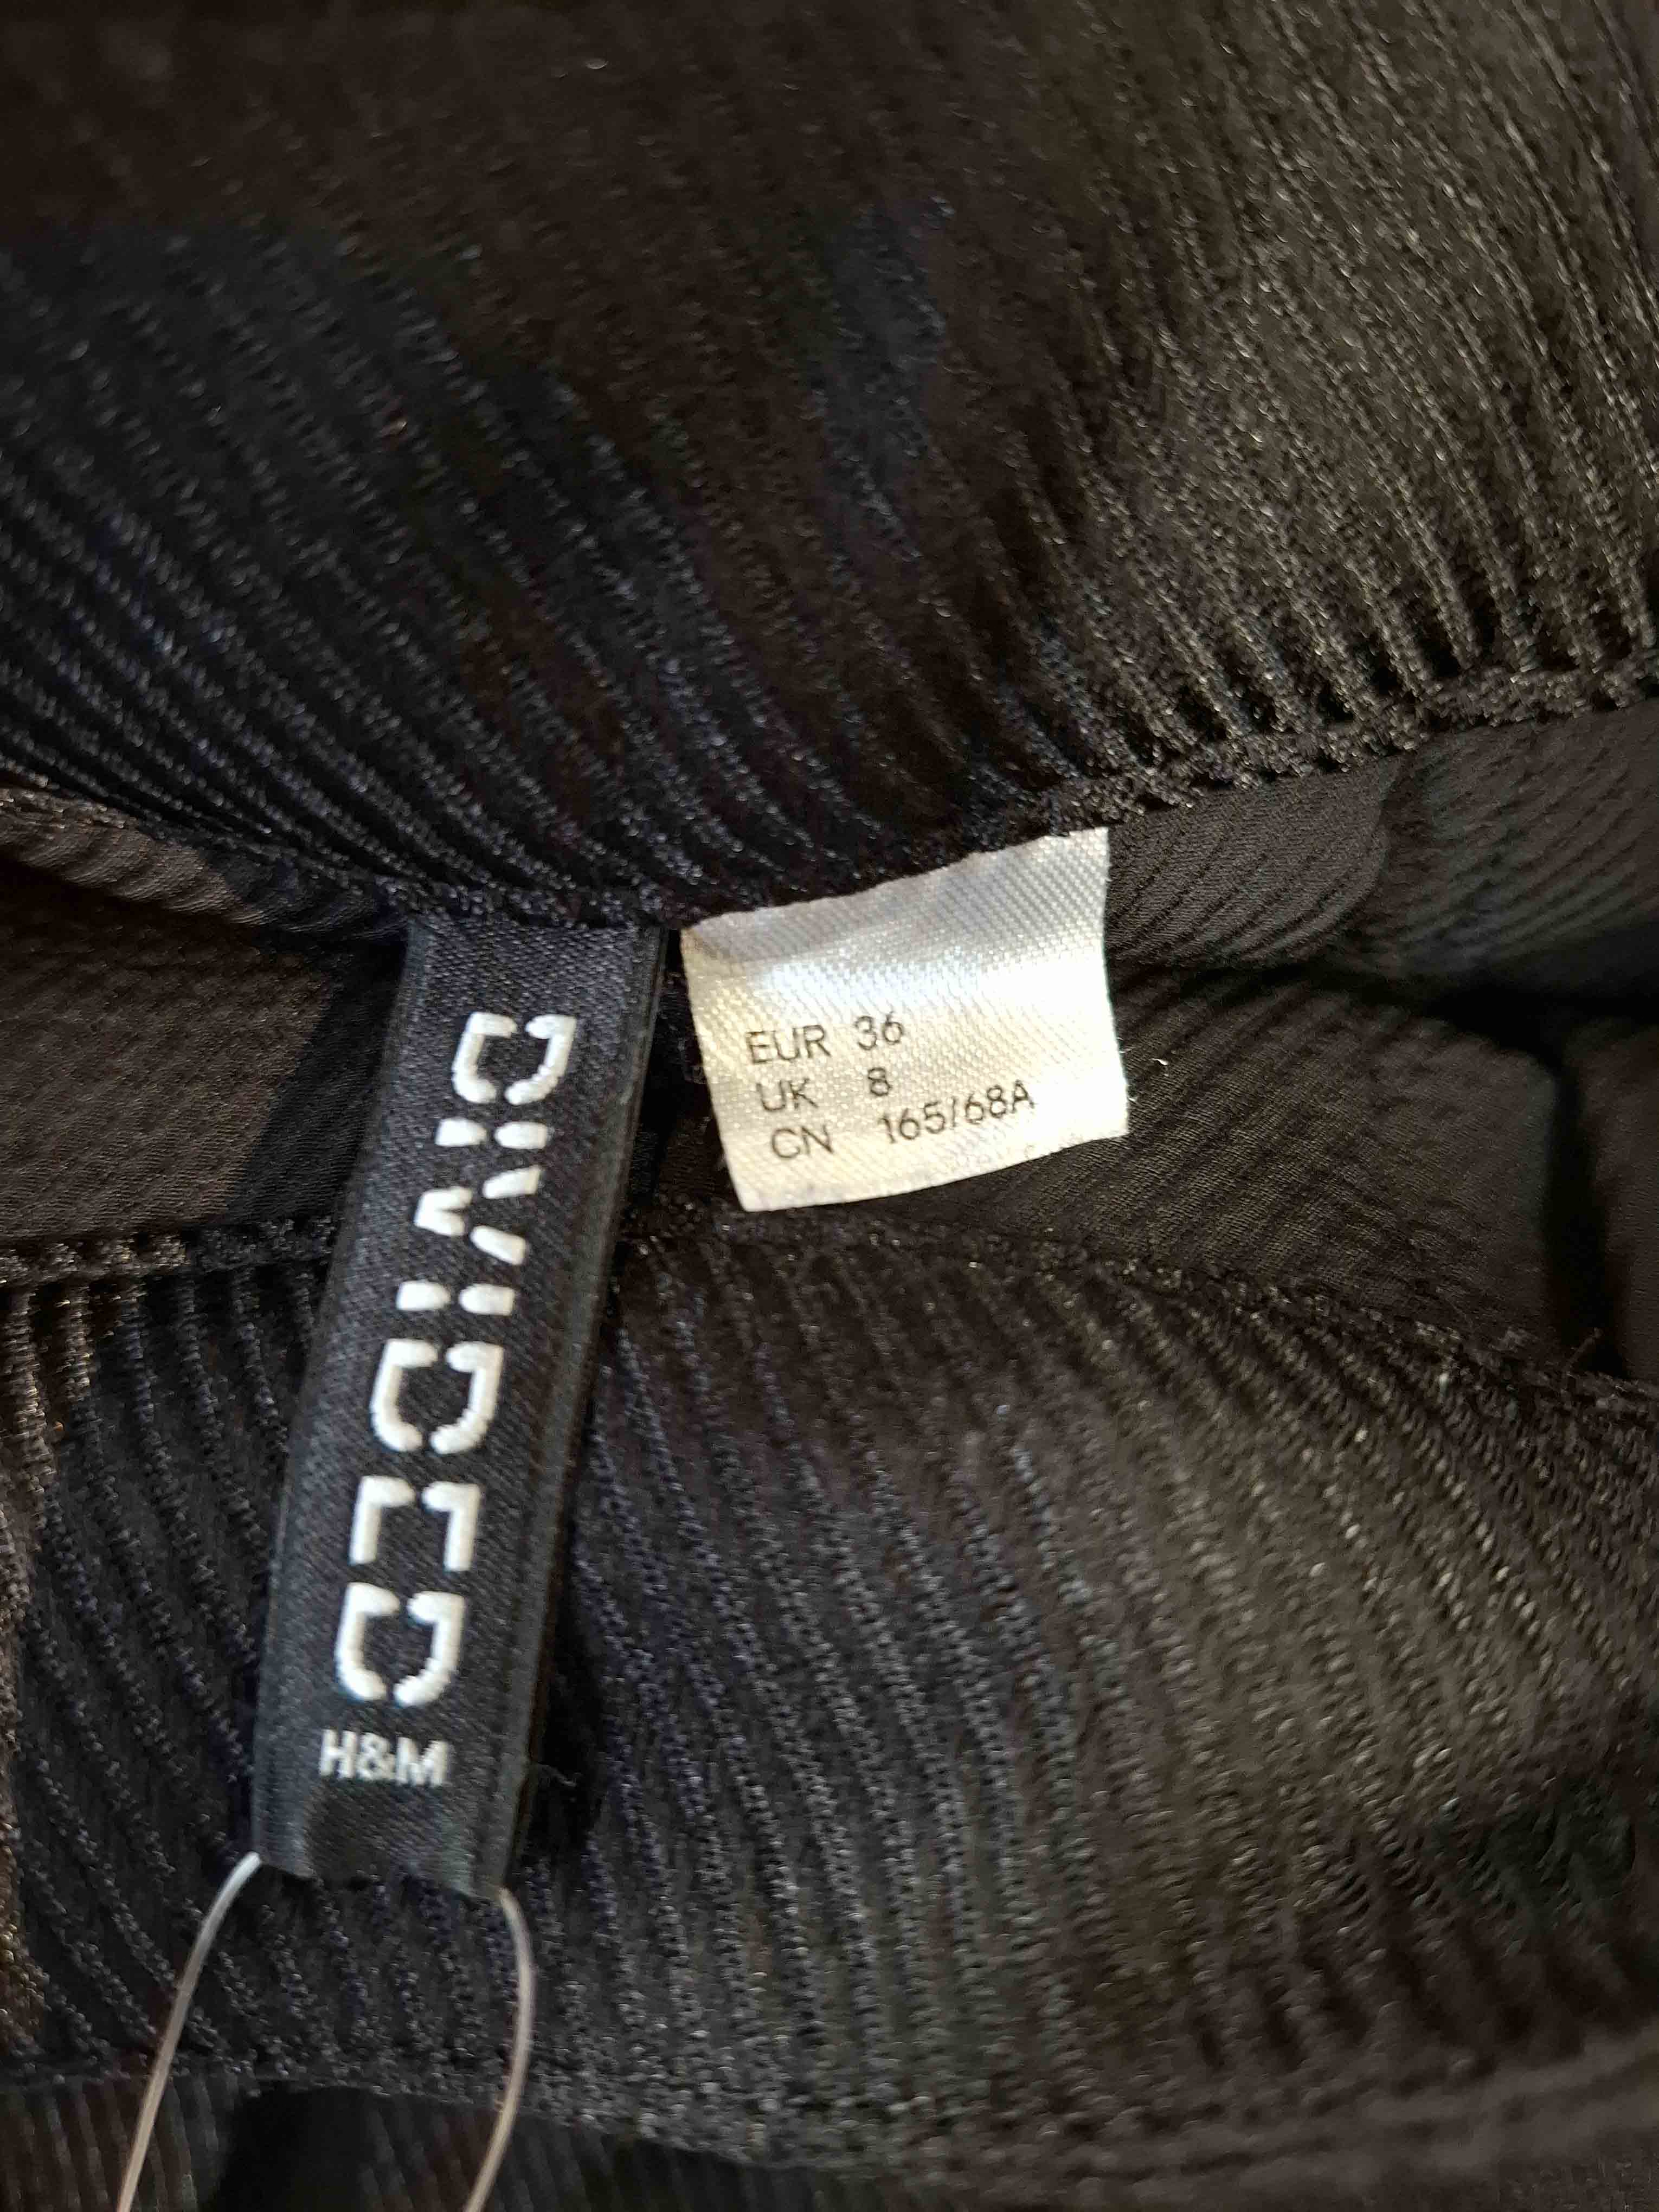 DIVIDED
H&M
EUR 36
UK 8
CN 165/68A